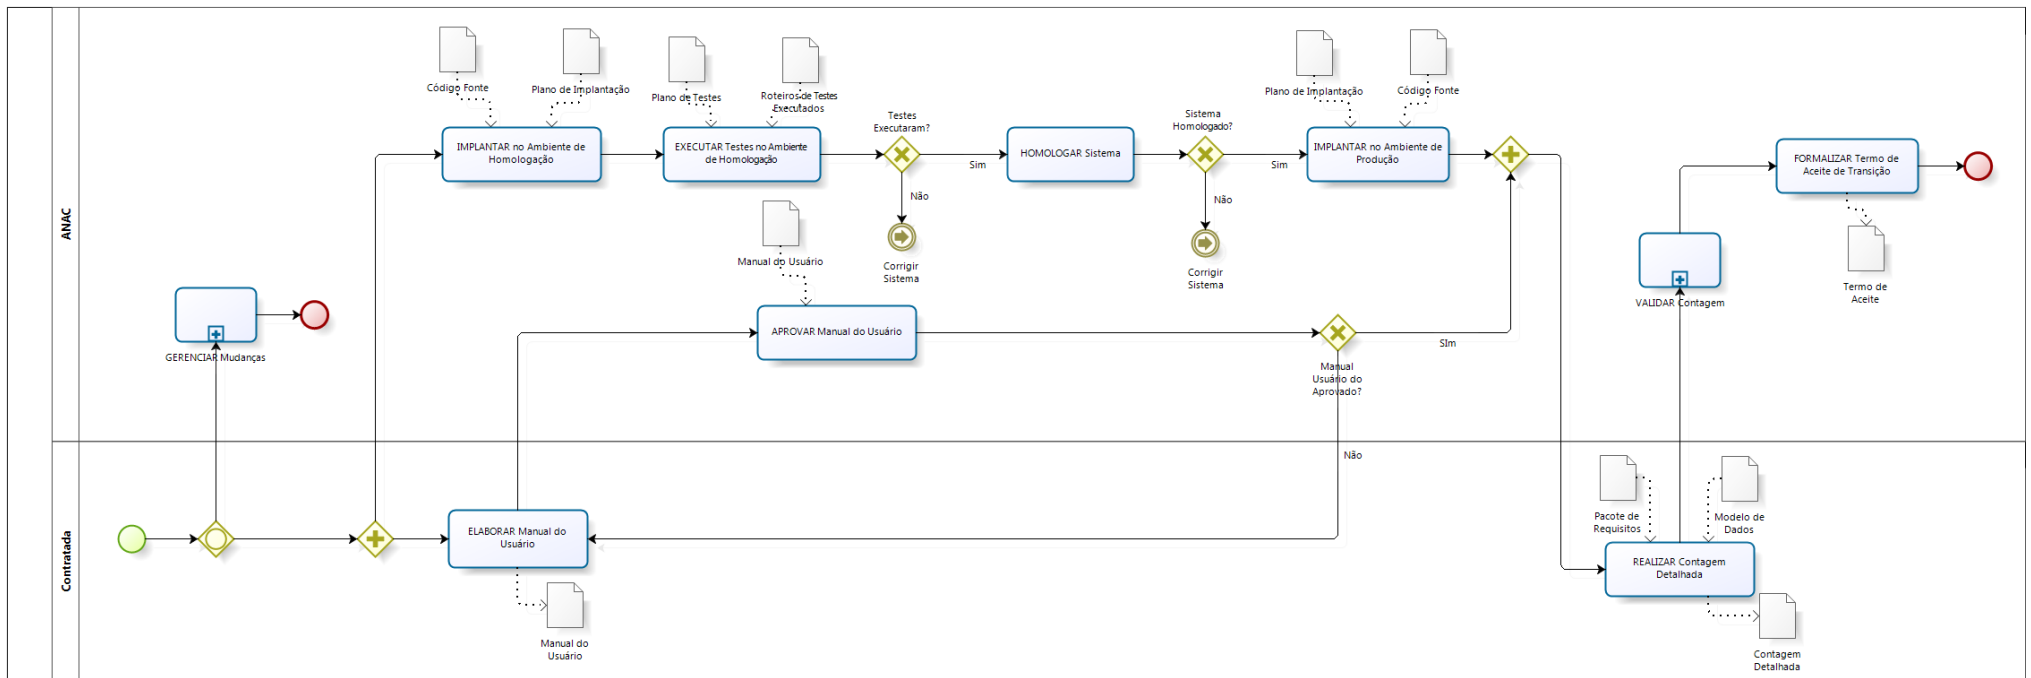 ANAC
Código Fonte
Plano de Implantação
IMPLANTAR no Ambiente de
Homologação
Plano de Testes
Roteiros de Testes
Executados
EXECUTAR Testes no Ambiente
de Homologação
Testes
Executaram?
Sim
Não
Corrigir
Sistema
HOMOLOGAR Sistema
Sistema
Homologado?
Sim
Não
Corrigir
Sistema
Plano de Implantação
Código Fonte
IMPLANTAR no Ambiente de
Produção
FORMALIZAR Termo de
Aceite de Transição
Termo de
Aceite
VALIDAR Contagem
Manual do Usuário
APROVAR Manual do Usuário
SIm
Manual
Usuário do
Aprovado?
GERENCIAR Mudanças
Contratada
Não
ELABORAR Manual do
Usuário
Manual do
Usuário
Pacote de
Requisitos
Modelo de
Dados
REALIZAR Contagem
Detalhada
Contagem
Detalhada